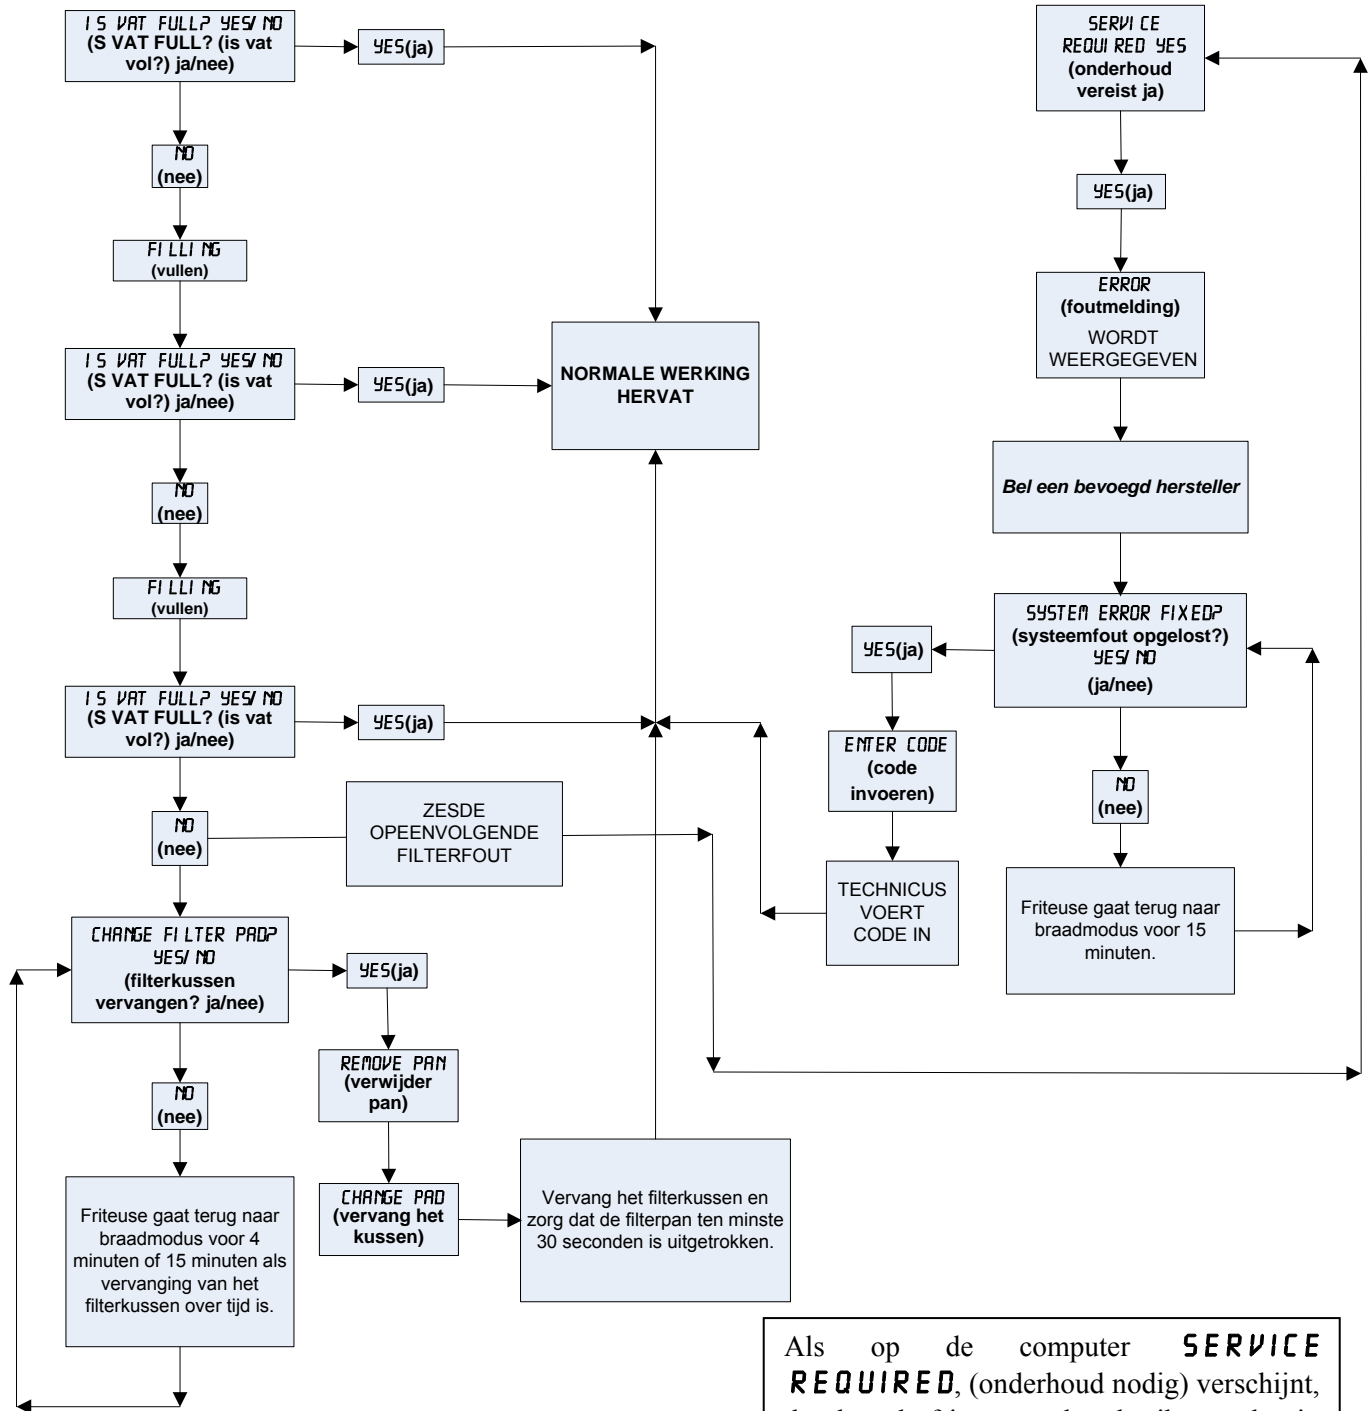 IS VAT FULL? YES/NO
(S VAT FULL? (is vat
vol?) ja/nee)
YES(ja)
NO
(nee)
FILLING
(vullen)
IS VAT FULL? YES/NO
(S VAT FULL? (is vat
vol?) ja/nee)
YES(ja)
NORMALE WERKING
HERVAT
NO
(nee)
FILLING
(vullen)
IS VAT FULL? YES/NO
(S VAT FULL? (is vat
vol?) ja/nee)
YES(ja)
NO
(nee)
ZESDE
OPEENVOLGENDE
FILTERFOUT
CHANGE FILTER PAD?
YES/NO
(filterkussen
vervangen? ja/nee)
YES(ja)
REMOVE PAN
(verwijder
pan)
CHANGE PAD
(vervang het
kussen)
Vervang het filterkussen en
zorg dat de filterpan ten minste
30 seconden is uitgetrokken.
NO
(nee)
Friteuse gaat terug naar
braadmodus voor 4
minuten of 15 minuten als
vervanging van het
filterkussen over tijd is.
SERVICE
REQUIRED YES
(onderhoud
vereist ja)
YES(ja)
ERROR
(foutmelding)
WORDT
WEERGEGEVEN
Bel een bevoegd hersteller
SYSTEM ERROR FIXED?
(systeemfout opgelost?)
YES/NO
(ja/nee)
YES(ja)
ENTER CODE
(code
invoeren)
TECHNICUS
VOERT
CODE IN
NO
(nee)
Friteuse gaat terug naar
braadmodus voor 15
minuten.
Als op de computer SERVICE
REQUIRED, (onderhoud nodig) verschijnt,